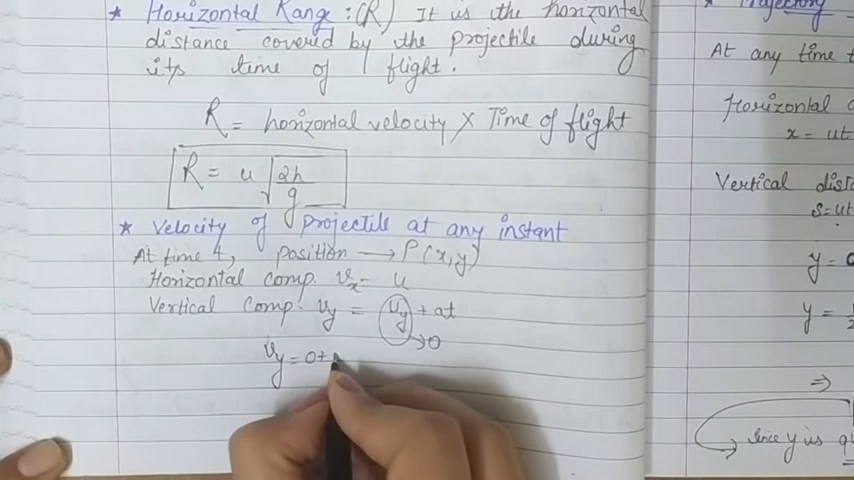 * Horizontal Range : (R) It is the horizontal
distance covered by the projectile during
its time of flight.
R = horizontal velocity × Time of flight
R = u √2h/g
* Velocity of projectile at any instant
At time t, position → P(x,y)
Horizontal comp. vx = u
Vertical Comp. vy = uy + at
→0
vy = 0+
* Trajectory -
At any time t
Horizontal
x = ut
Vertical dist
s = ut
y =
y = 1/
⇒
Since y is